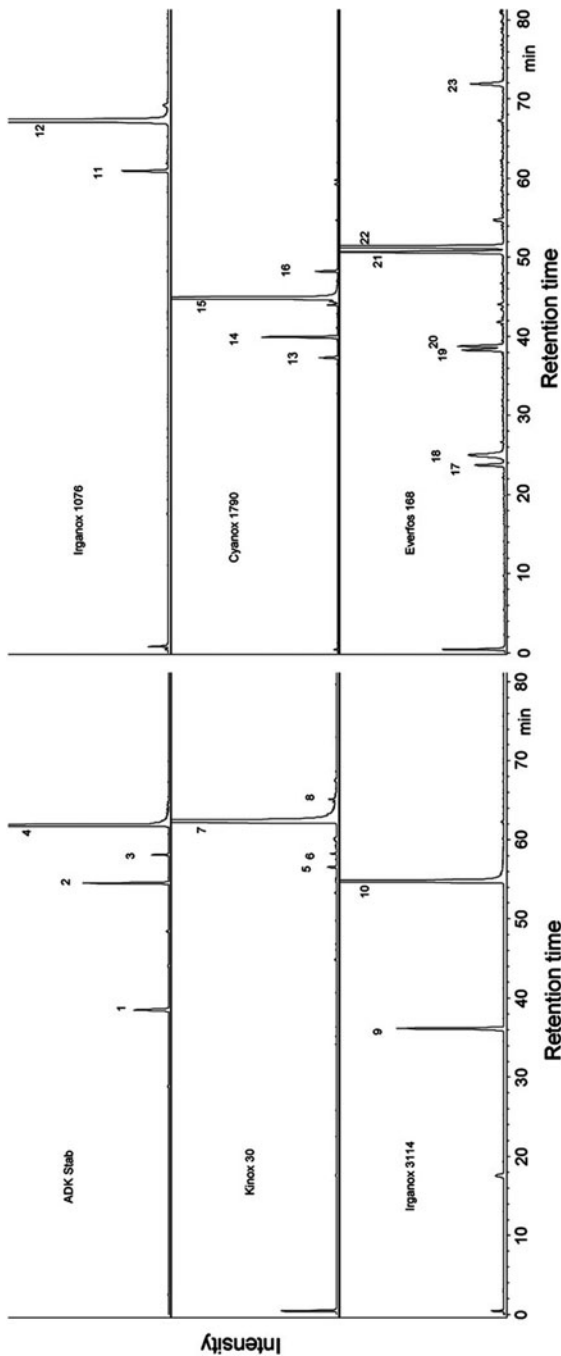 Intensity
ADK Stab
1
2
3
4
Kinox 30
5
6
7
8
Irganox 3114
9
10
0 10 20 30 40 50 60 70 min 80
Retention time
Irganox 1076
11
12
Cyanox 1790
13
14
15
16
Everfos 168
17
18
19
20
21
22
23
0 10 20 30 40 50 60 70 min 80
Retention time